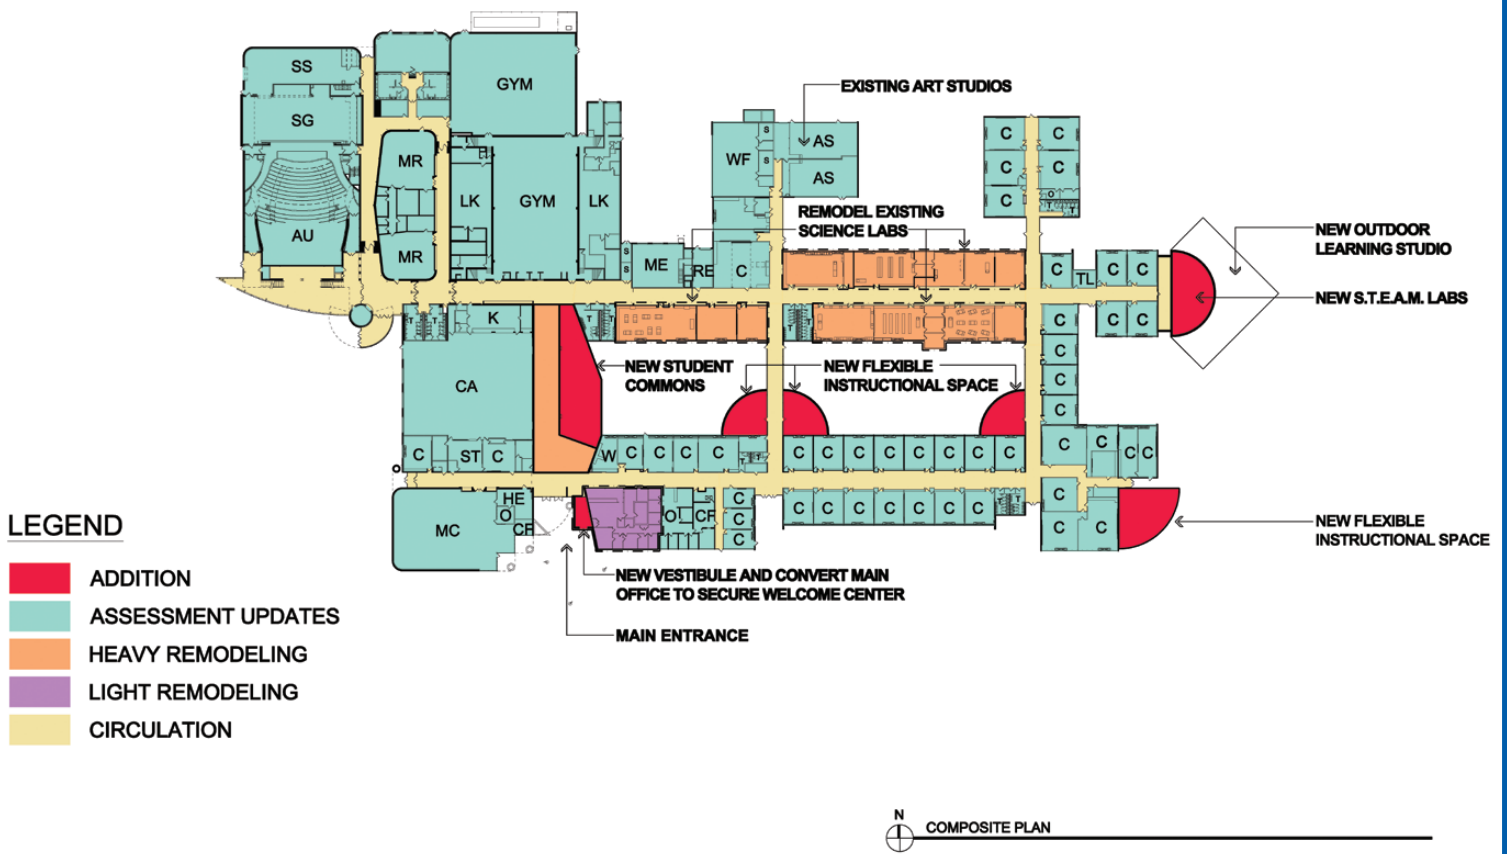 EXISTING ART STUDIOS
SS
GYM
SG
MR
WF
S
S
AS
AS
C
C
C
C
C
C
O
T
T
T
LK
GYM
LK
AU
MR
REMODEL EXISTING
SCIENCE LABS
NEW OUTDOOR
LEARNING STUDIO
S
S
ME
RE
C
C
TL
C
C
NEW S.T.E.A.M. LABS
T
T
K
T
T
T
T
C
C
C
C
C
C
NEW STUDENT
COMMONS
NEW FLEXIBLE
INSTRUCTIONAL SPACE
CA
C
ST
C
W
C
C
C
C
T
T
C
C
C
C
C
C
C
C
C
C
C
C
MC
HE
O
CF
O
CF
C
C
C
C
C
C
C
C
C
C
T
T
C
C
C
NEW FLEXIBLE
INSTRUCTIONAL SPACE
NEW VESTIBULE AND CONVERT MAIN
OFFICE TO SECURE WELCOME CENTER
MAIN ENTRANCE
LEGEND
ADDITION
ASSESSMENT UPDATES
HEAVY REMODELING
LIGHT REMODELING
CIRCULATION
N
COMPOSITE PLAN